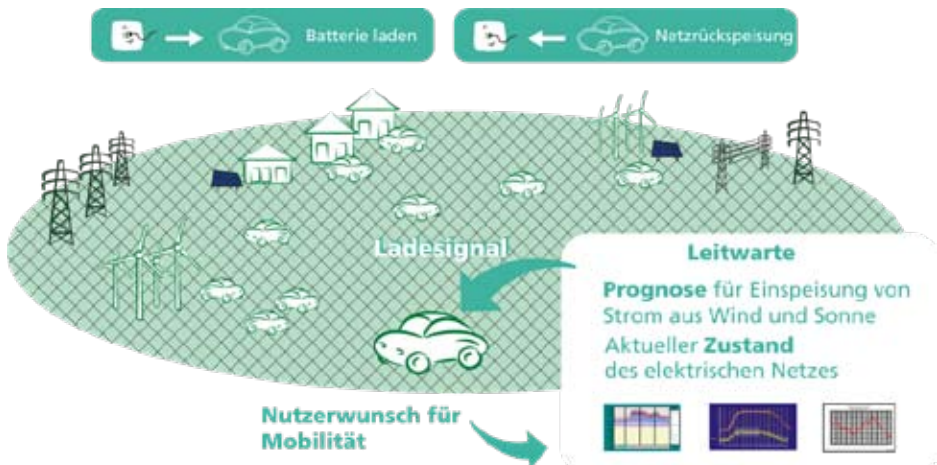 Batterie laden
Netzrückspeisung
Ladesignal
Leitwarte
Prognose für Einspeisung von
Strom aus Wind und Sonne
Aktueller Zustand
des elektrischen Netzes
Nutzerwunsch für
Mobilität